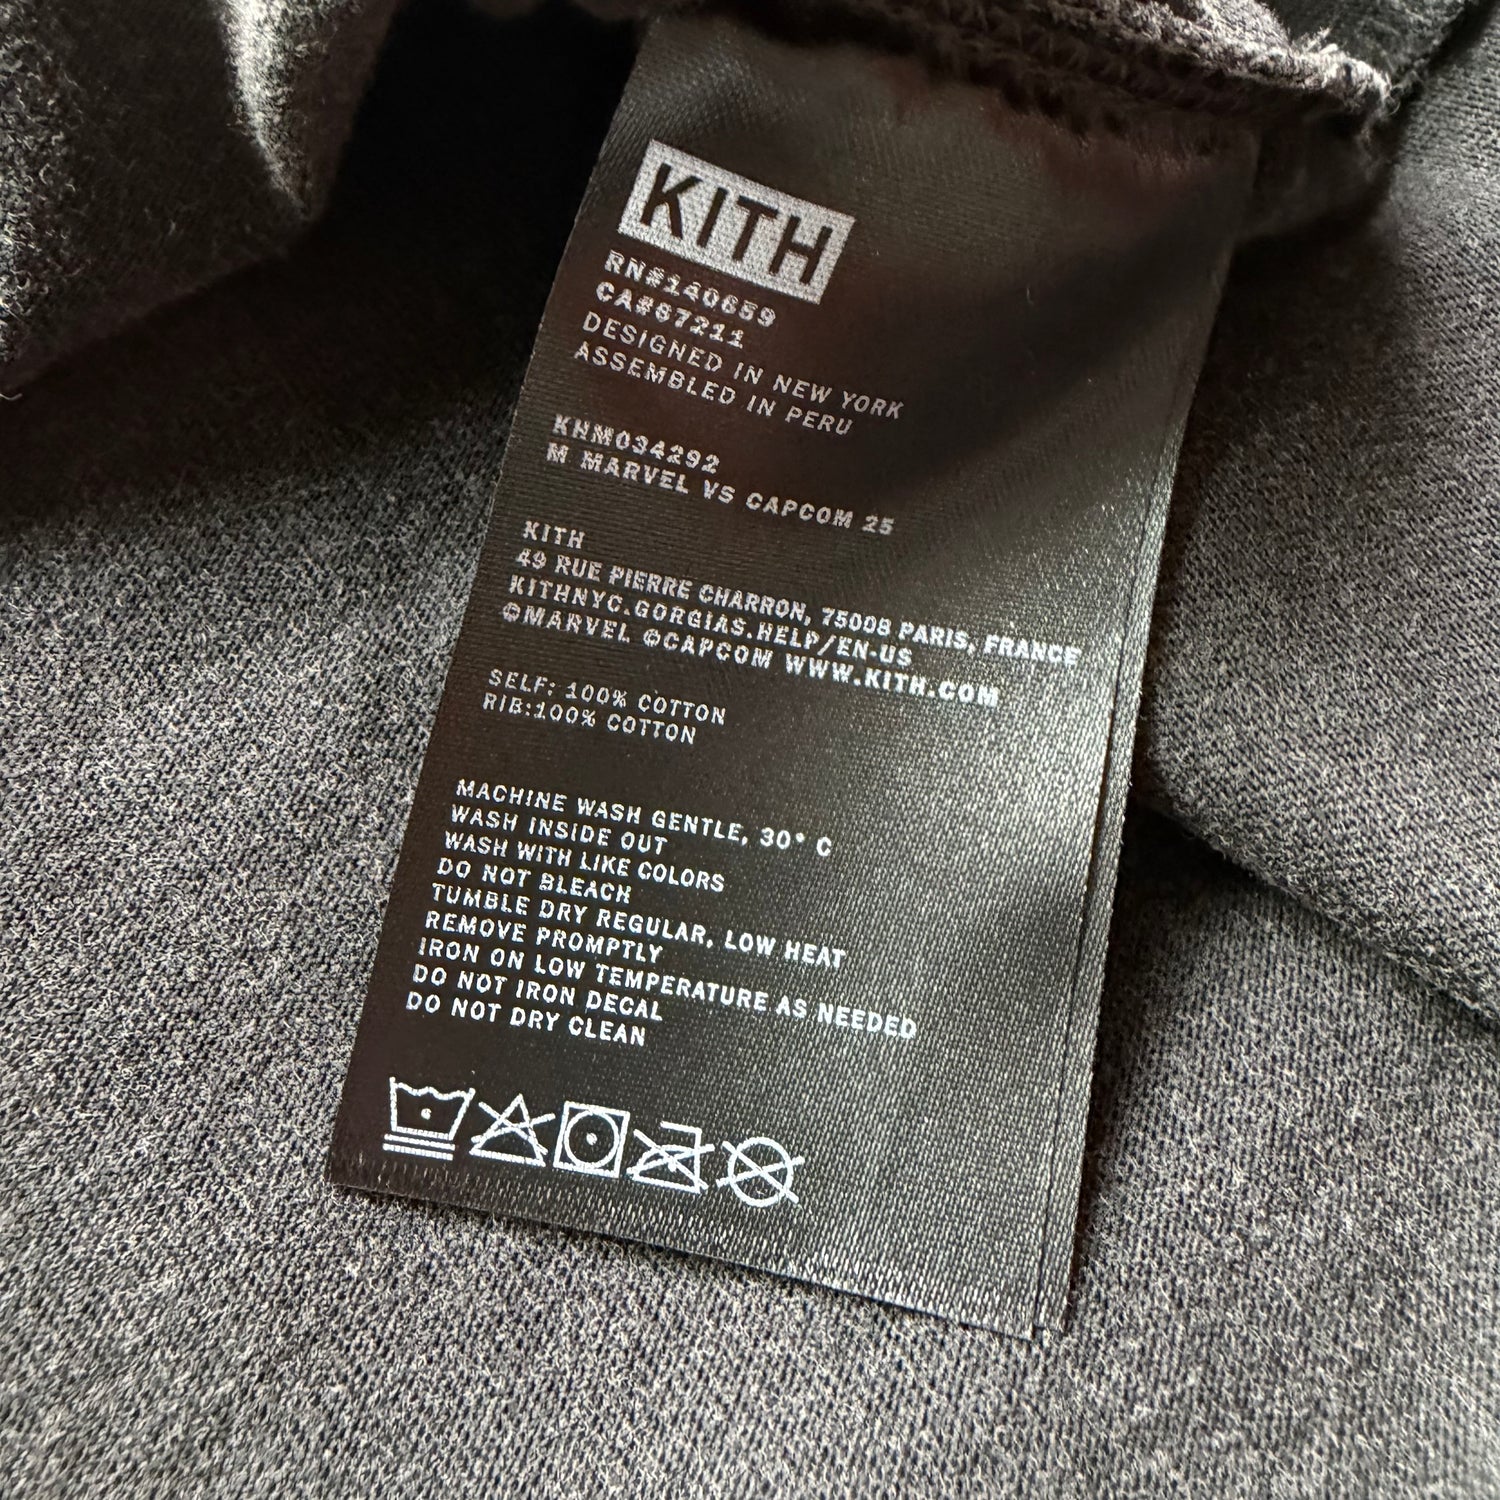 KITH
RN#140659
CA#67211
DESIGNED IN NEW YORK
ASSEMBLED IN PERU
KHM034292
M MARVEL VS CAPCOM 25
KITH
49 RUE PIERRE CHARRON, 75008 PARIS, FRANCE
KITHNYC.GORGIAS.HELP/EN-US
©MARVEL ©CAPCOM WWW.KITH.COM
SELF: 100% COTTON
RIB:100% COTTON
MACHINE WASH GENTLE, 30° C
WASH INSIDE OUT
WASH WITH LIKE COLORS
DO NOT BLEACH
TUMBLE DRY REGULAR, LOW HEAT
REMOVE PROMPTLY
IRON ON LOW TEMPERATURE AS NEEDED
DO NOT IRON DECAL
DO NOT DRY CLEAN